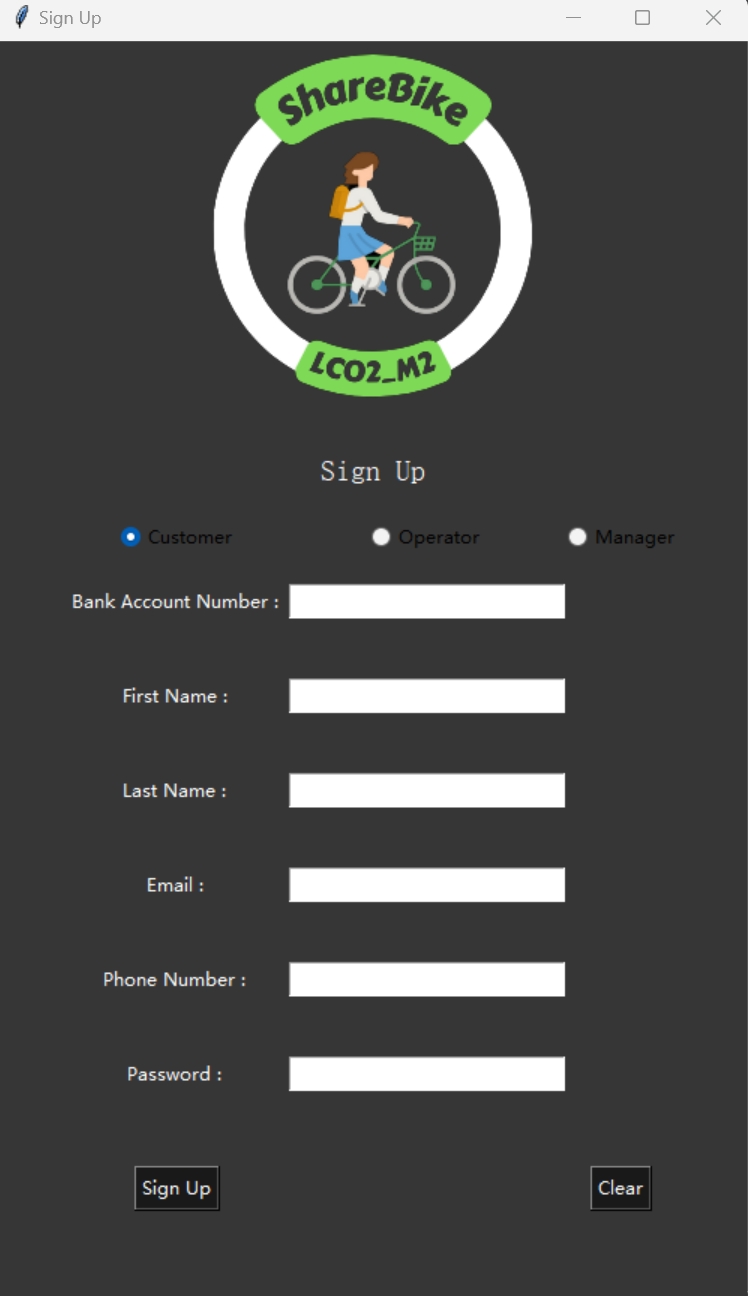 Sign Up
ShareBike
LCO2_M2
Sign Up
Customer Operator Manager
Bank Account Number :
First Name :
Last Name :
Email :
Phone Number :
Password :
Sign Up Clear